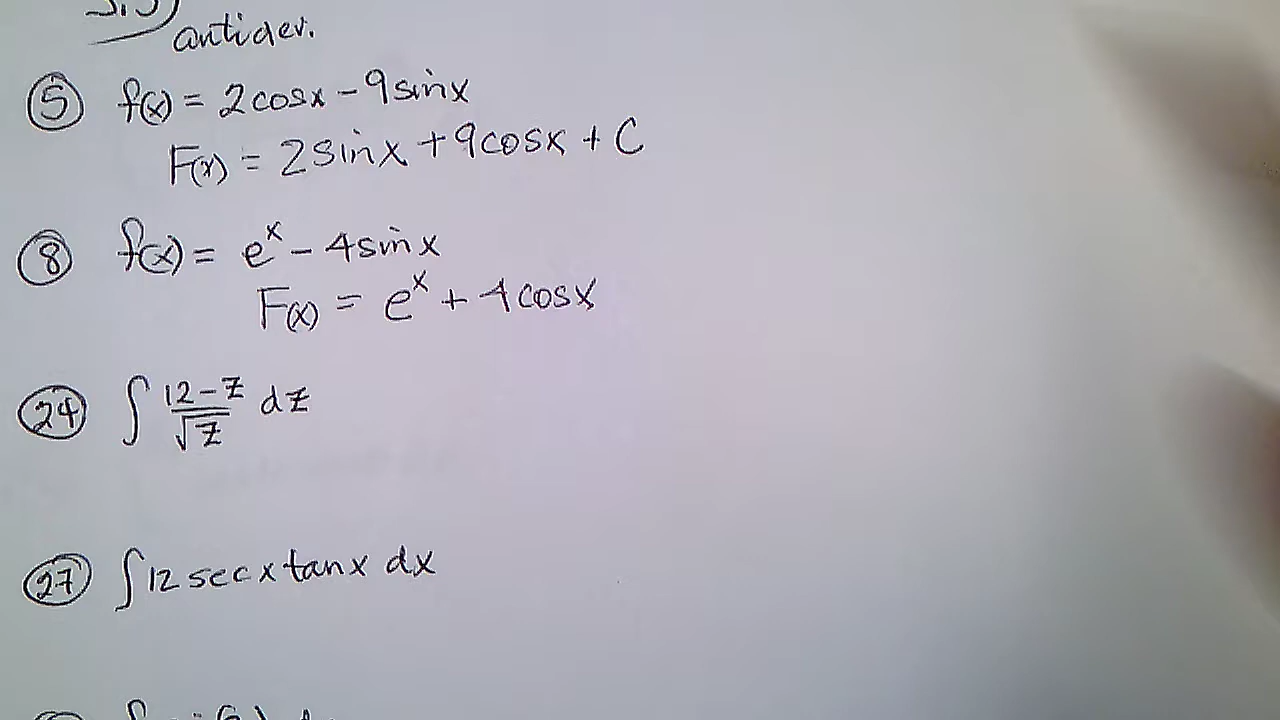 antider.
⑤ f(x) = 2cosx - 9sinx
F(x) = 2sinx + 9cosx + C
⑧ f(x) = e^x - 4sinx
F(x) = e^x + 4cosx
㉔ ∫ (12-z)/√z dz
㉗ ∫ 12 secx tanx dx